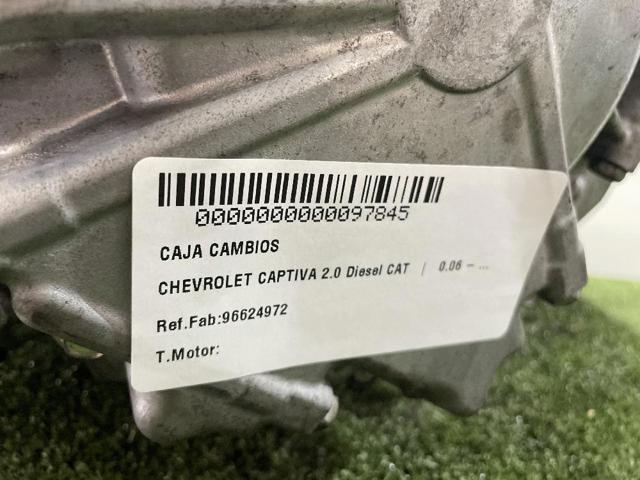 0000000000097845
CAJA CAMBIOS
CHEVROLET CAPTIVA 2.0 Diesel CAT | 0.06 - ...
Ref.Fab:96624972
T.Motor: